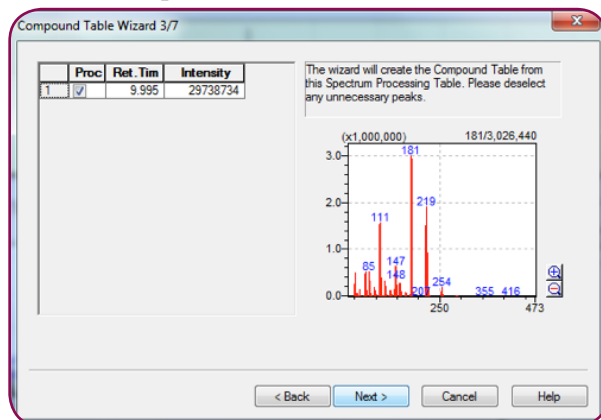 Compound Table Wizard 3/7
Proc Ret.Tim Intensity
1 9.995 29738734
The wizard will create the Compound Table from
this Spectrum Processing Table. Please deselect
any unnecessary peaks.
(x1,000,000) 181/3,026,440
3.0
181
2.0
219
111
1.0
147
85
148
254
207 355 416
0.0
250 473
< Back Next > Cancel Help